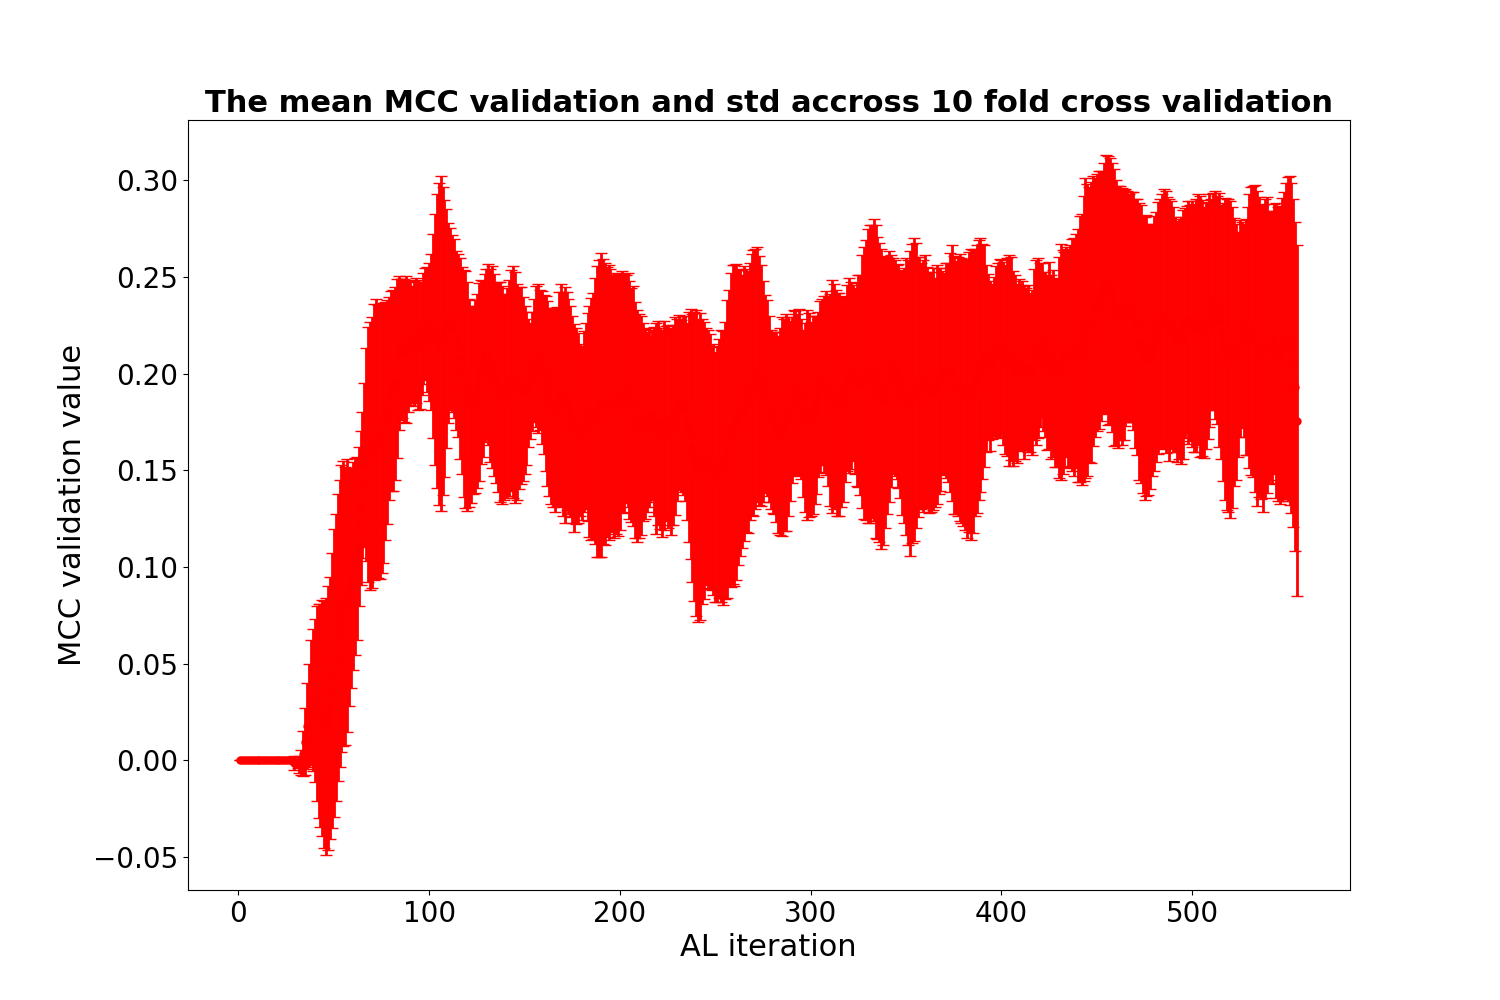 The mean MCC validation and std accross 10 fold cross validation
MCC validation value
0.30
0.25
0.20
0.15
0.10
0.05
0.00
−0.05
0 100 200 300 400 500
AL iteration